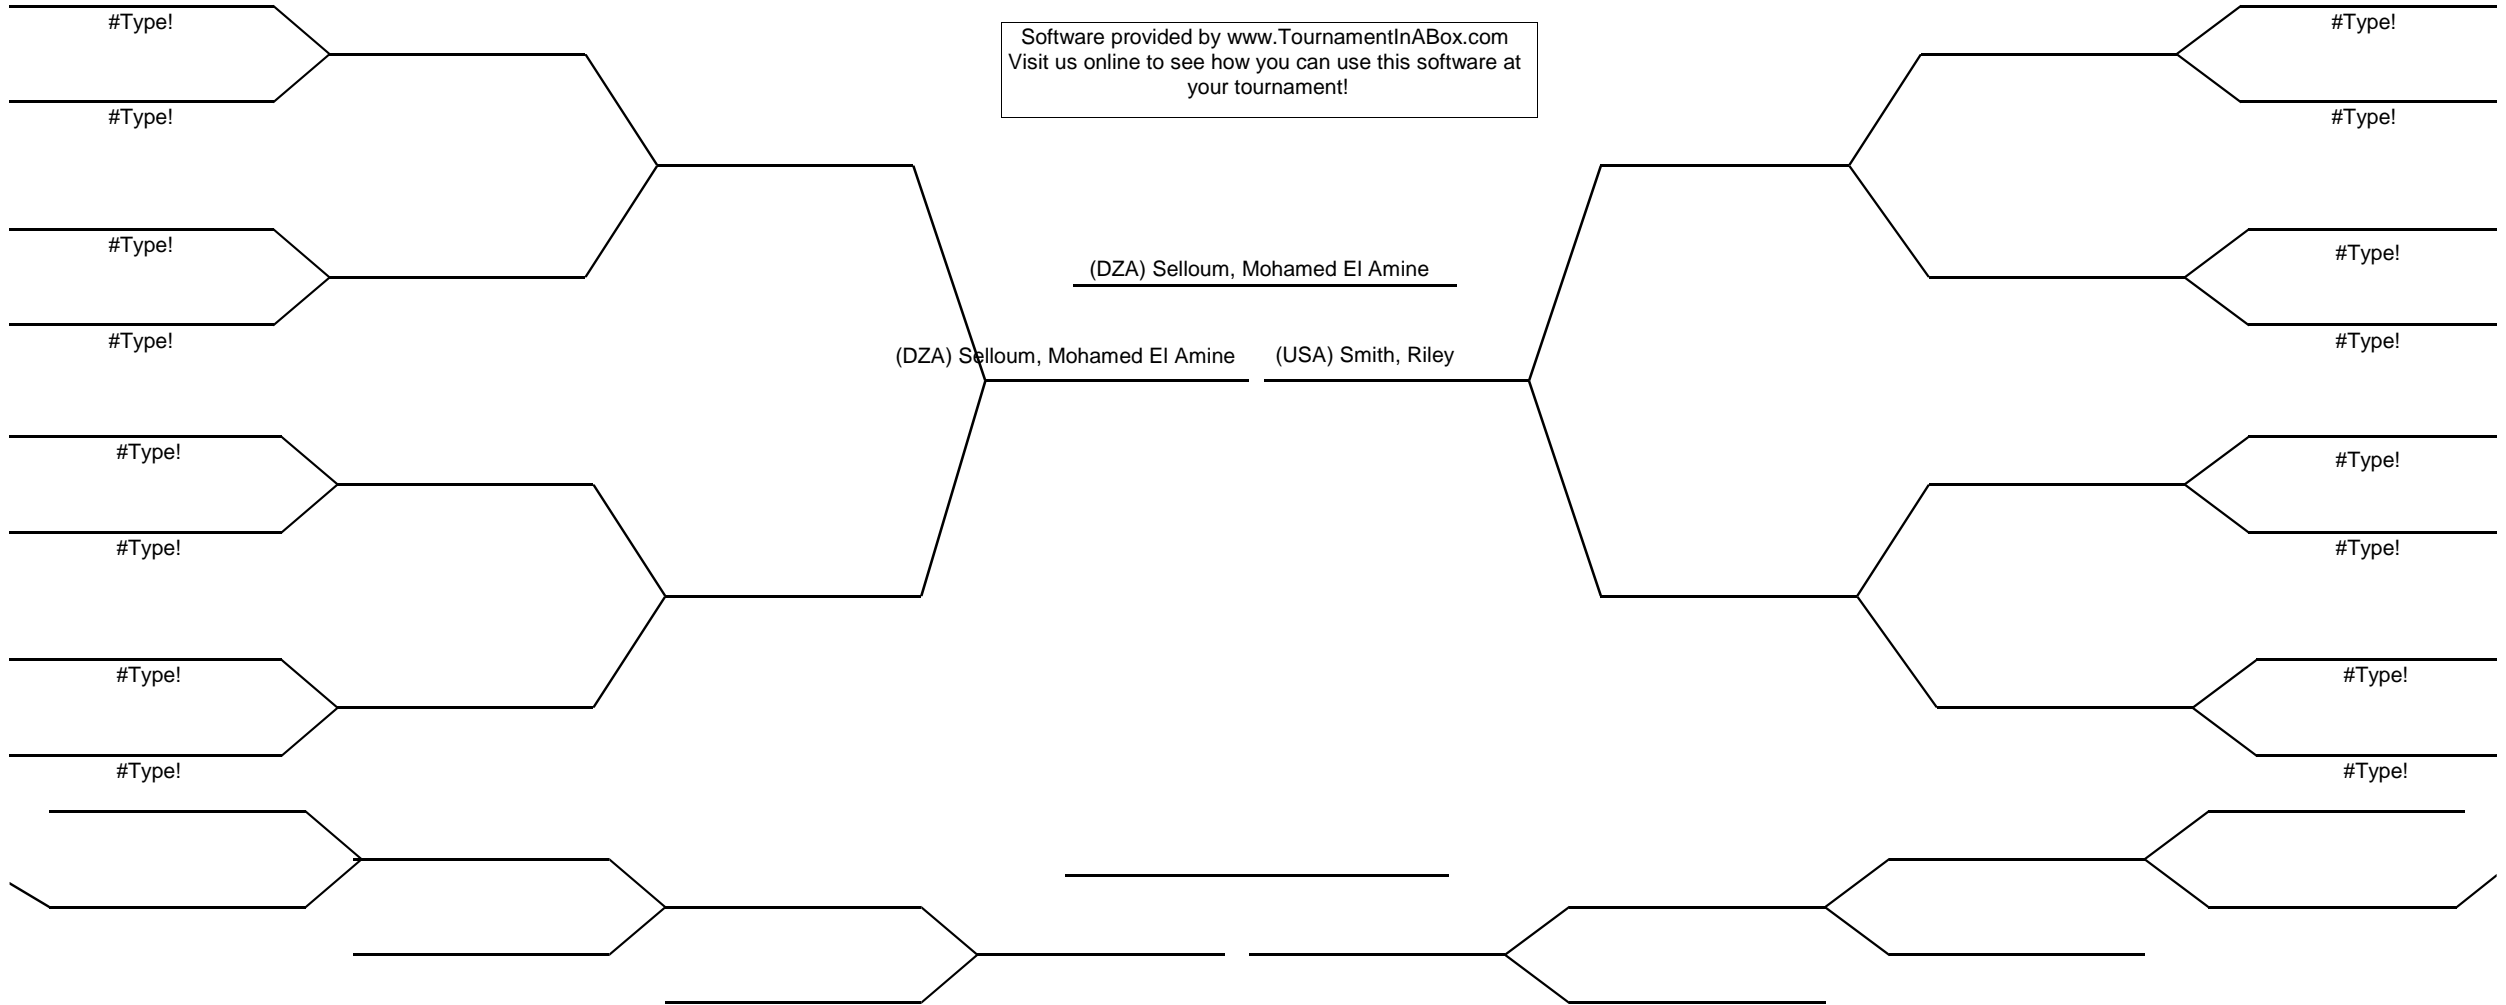 #Type!
Software provided by www.TournamentInABox.com
Visit us online to see how you can use this software at
your tournament!
#Type!
#Type!
#Type!
#Type!
#Type!
(DZA) Selloum, Mohamed El Amine
#Type!
#Type!
(DZA) Selloum, Mohamed El Amine
(USA) Smith, Riley
#Type!
#Type!
#Type!
#Type!
#Type!
#Type!
#Type!
#Type!
#Type!